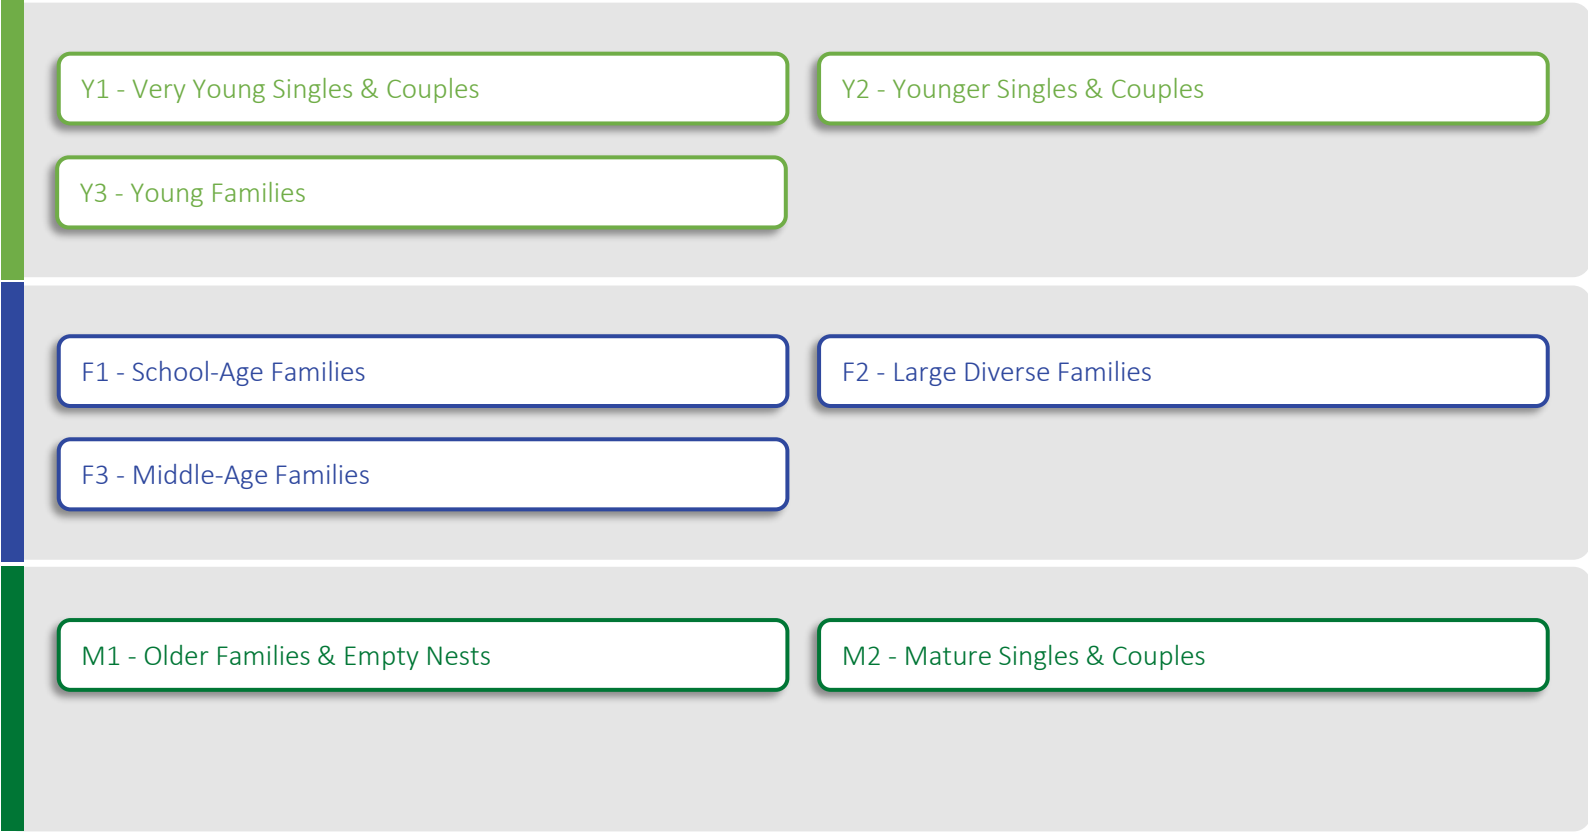 Y1 - Very Young Singles & Couples
Y2 - Younger Singles & Couples
Y3 - Young Families
F1 - School-Age Families
F2 - Large Diverse Families
F3 - Middle-Age Families
M1 - Older Families & Empty Nests
M2 - Mature Singles & Couples